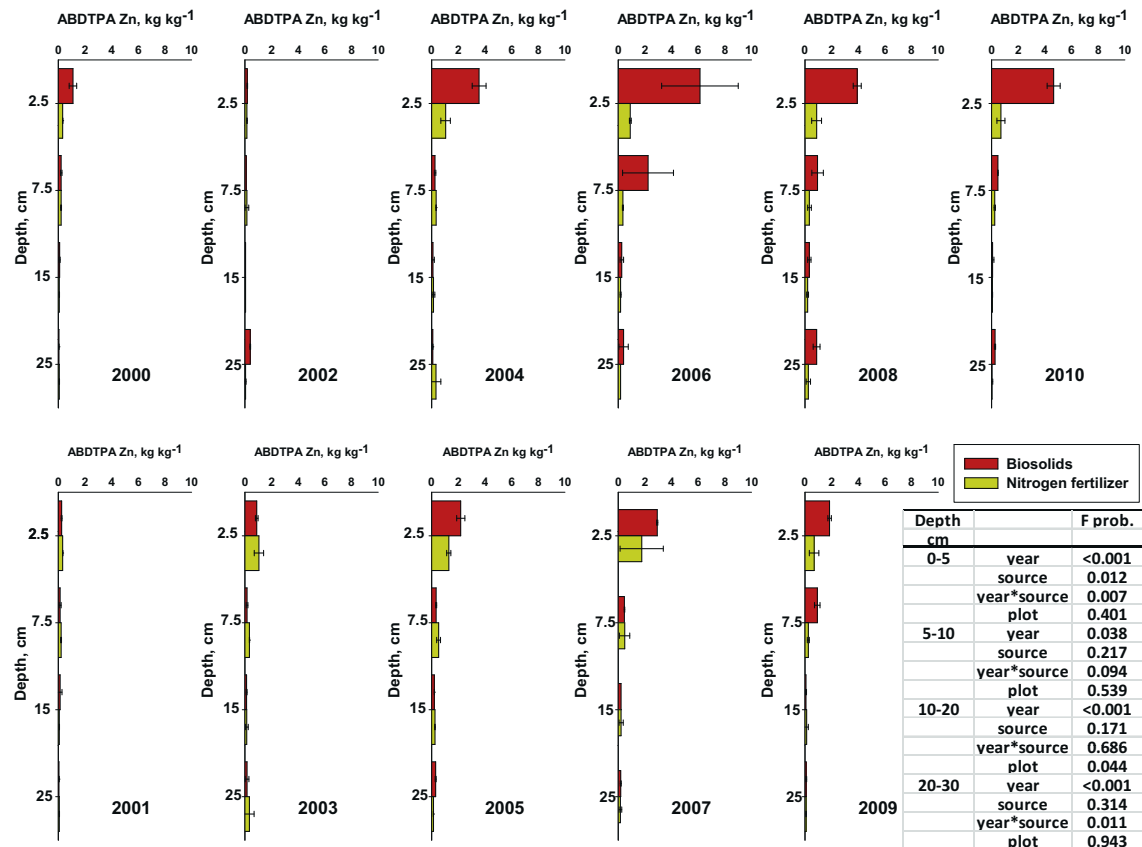 ABDTPA Zn, kg kg-1 ABDTPA Zn, kg kg-1 ABDTPA Zn, kg kg-1 ABDTPA Zn, kg kg-1 ABDTPA Zn, kg kg-1 ABDTPA Zn, kg kg-1
0 2 4 6 8 10 0 2 4 6 8 10 0 2 4 6 8 10 0 2 4 6 8 10 0 2 4 6 8 10 0 2 4 6 8 10
2.5 2.5 2.5 2.5 2.5 2.5
7.5 7.5 7.5 7.5 7.5 7.5
Depth, cm Depth, cm Depth, cm Depth, cm Depth, cm Depth, cm
15 15 15 15 15 15
25 25 25 25 25 25
2000 2002 2004 2006 2008 2010
ABDTPA Zn, kg kg-1 ABDTPA Zn, kg kg-1 ABDTPA Zn, kg kg-1 ABDTPA Zn, kg kg-1 ABDTPA Zn, kg kg-1
0 2 4 6 8 10 0 2 4 6 8 10 0 2 4 6 8 10 0 2 4 6 8 10 0 2 4 6 8 10
2.5 2.5 2.5 2.5 2.5
7.5 7.5 7.5 7.5 7.5
Depth, cm Depth, cm Depth, cm Depth, cm Depth, cm
15 15 15 15 15
25 25 25 25 25
2001 2003 2005 2007 2009
Biosolids
Nitrogen fertilizer
Depth F prob.
cm
0-5 year <0.001
source 0.012
year*source 0.007
plot 0.401
5-10 year 0.038
source 0.217
year*source 0.094
plot 0.539
10-20 year <0.001
source 0.171
year*source 0.686
plot 0.044
20-30 year <0.001
source 0.314
year*source 0.011
plot 0.943